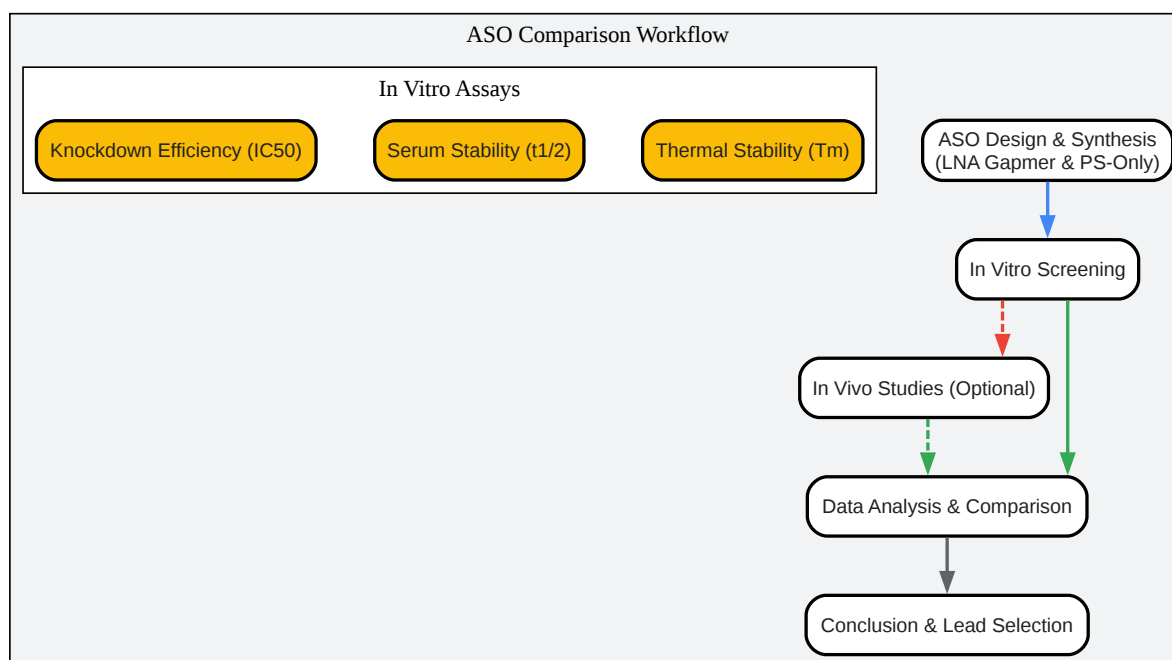 ASO Comparison Workflow
In Vitro Assays
Knockdown Efficiency (IC50)
Serum Stability (t1/2)
Thermal Stability (Tm)
ASO Design & Synthesis
(LNA Gapmer & PS-Only)
In Vitro Screening
In Vivo Studies (Optional)
Data Analysis & Comparison
Conclusion & Lead Selection